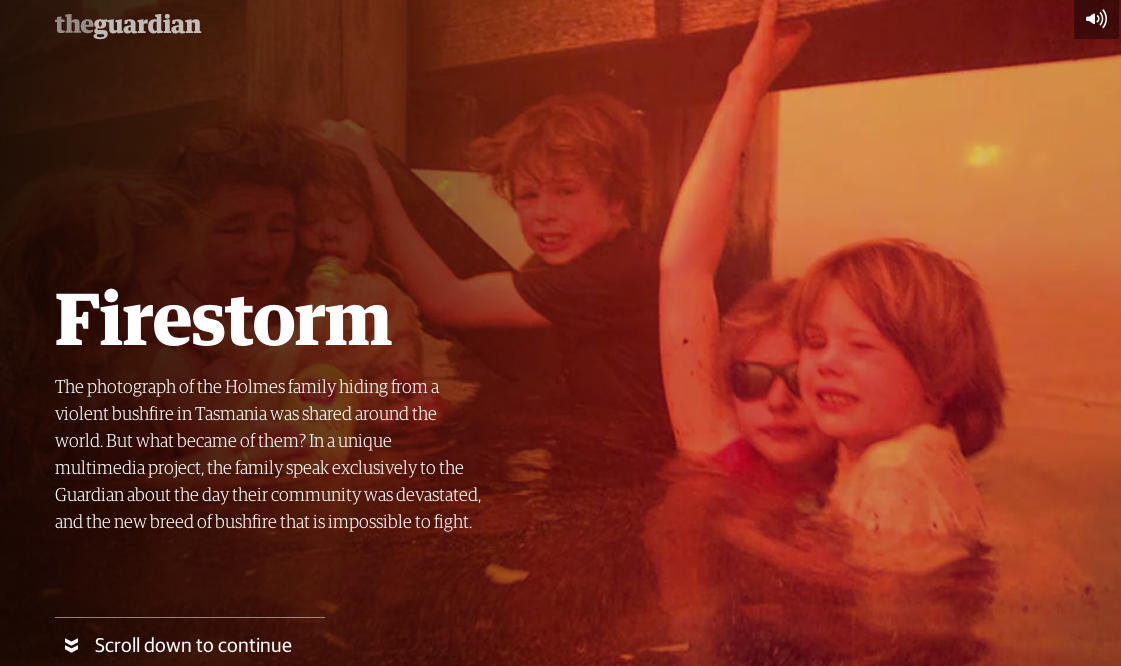 theguardian
Firestorm
The photograph of the Holmes family hiding from a
violent bushfire in Tasmania was shared around the
world. But what became of them? In a unique
multimedia project, the family speak exclusively to the
Guardian about the day their community was devastated,
and the new breed of bushfire that is impossible to fight.
Scroll down to continue